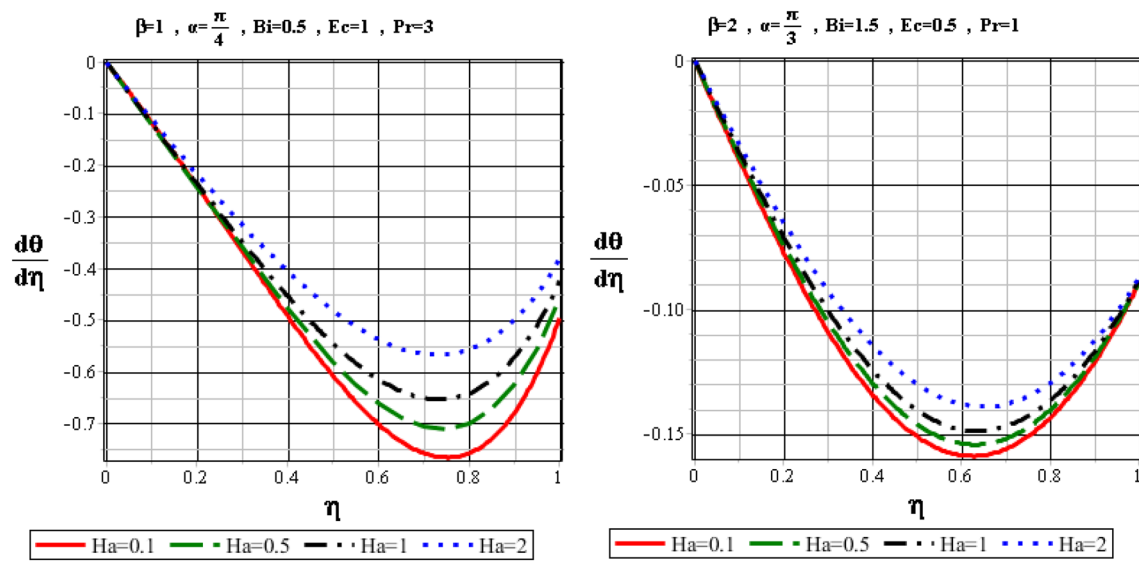 β=1 , α=π/4 , Bi=0.5 , Ec=1 , Pr=3
0
-0.1
-0.2
-0.3
-0.4
-0.5
-0.6
-0.7
dθ/dη
0 0.2 0.4 0.6 0.8 1
η
Ha=0.1 Ha=0.5 Ha=1 Ha=2
β=2 , α=π/3 , Bi=1.5 , Ec=0.5 , Pr=1
0
-0.05
-0.10
-0.15
dθ/dη
0 0.2 0.4 0.6 0.8 1
η
Ha=0.1 Ha=0.5 Ha=1 Ha=2